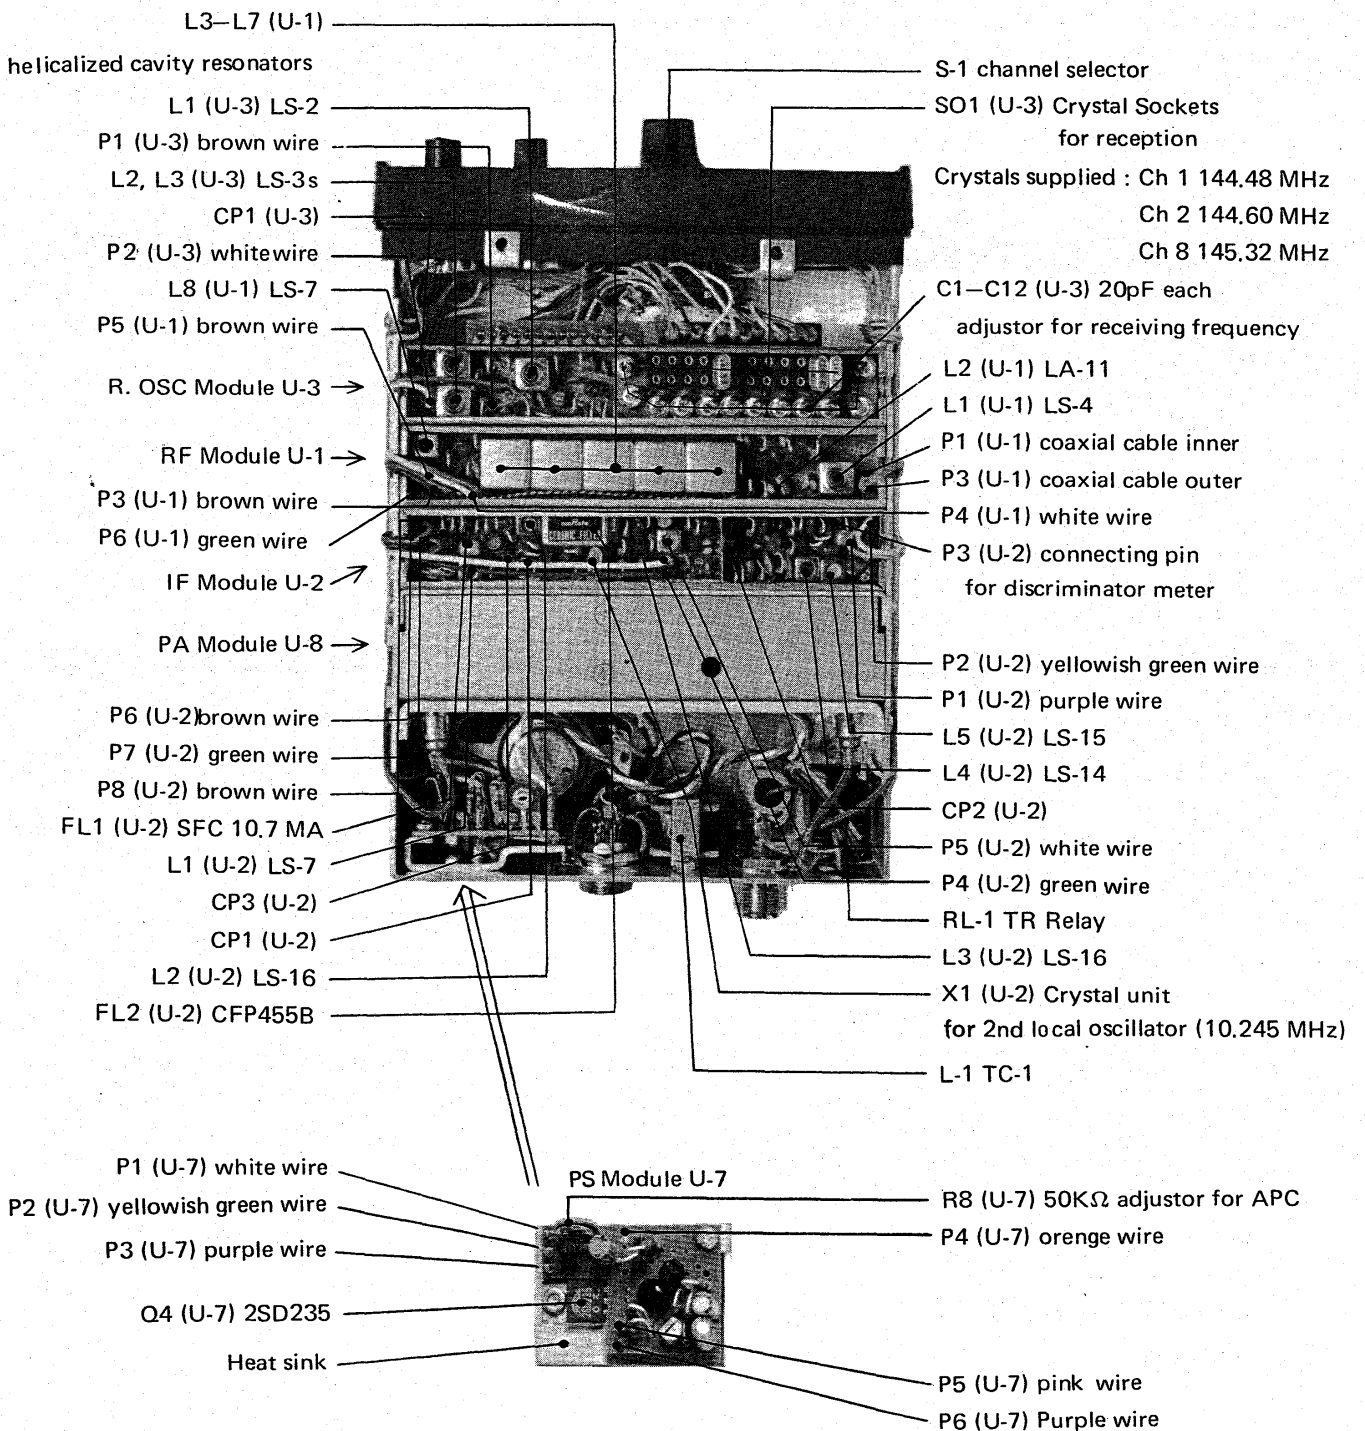 L3–L7 (U-1)
helicalized cavity resonators
L1 (U-3) LS-2
P1 (U-3) brown wire
L2, L3 (U-3) LS-3s
CP1 (U-3)
P2 (U-3) whitewire
L8 (U-1) LS-7
P5 (U-1) brown wire
R. OSC Module U-3
RF Module U-1
P3 (U-1) brown wire
P6 (U-1) green wire
IF Module U-2
PA Module U-8
P6 (U-2)brown wire
P7 (U-2) green wire
P8 (U-2) brown wire
FL1 (U-2) SFC 10.7 MA
L1 (U-2) LS-7
CP3 (U-2)
CP1 (U-2)
L2 (U-2) LS-16
FL2 (U-2) CFP455B
S-1 channel selector
SO1 (U-3) Crystal Sockets
for reception
Crystals supplied : Ch 1 144.48 MHz
Ch 2 144.60 MHz
Ch 8 145.32 MHz
C1–C12 (U-3) 20pF each
adjustor for receiving frequency
L2 (U-1) LA-11
L1 (U-1) LS-4
P1 (U-1) coaxial cable inner
P3 (U-1) coaxial cable outer
P4 (U-1) white wire
P3 (U-2) connecting pin
for discriminator meter
P2 (U-2) yellowish green wire
P1 (U-2) purple wire
L5 (U-2) LS-15
L4 (U-2) LS-14
CP2 (U-2)
P5 (U-2) white wire
P4 (U-2) green wire
RL-1 TR Relay
L3 (U-2) LS-16
X1 (U-2) Crystal unit
for 2nd local oscillator (10.245 MHz)
L-1 TC-1
P1 (U-7) white wire
P2 (U-7) yellowish green wire
P3 (U-7) purple wire
Q4 (U-7) 2SD235
Heat sink
PS Module U-7
R8 (U-7) 50KΩ adjustor for APC
P4 (U-7) orenge wire
P5 (U-7) pink wire
P6 (U-7) Purple wire